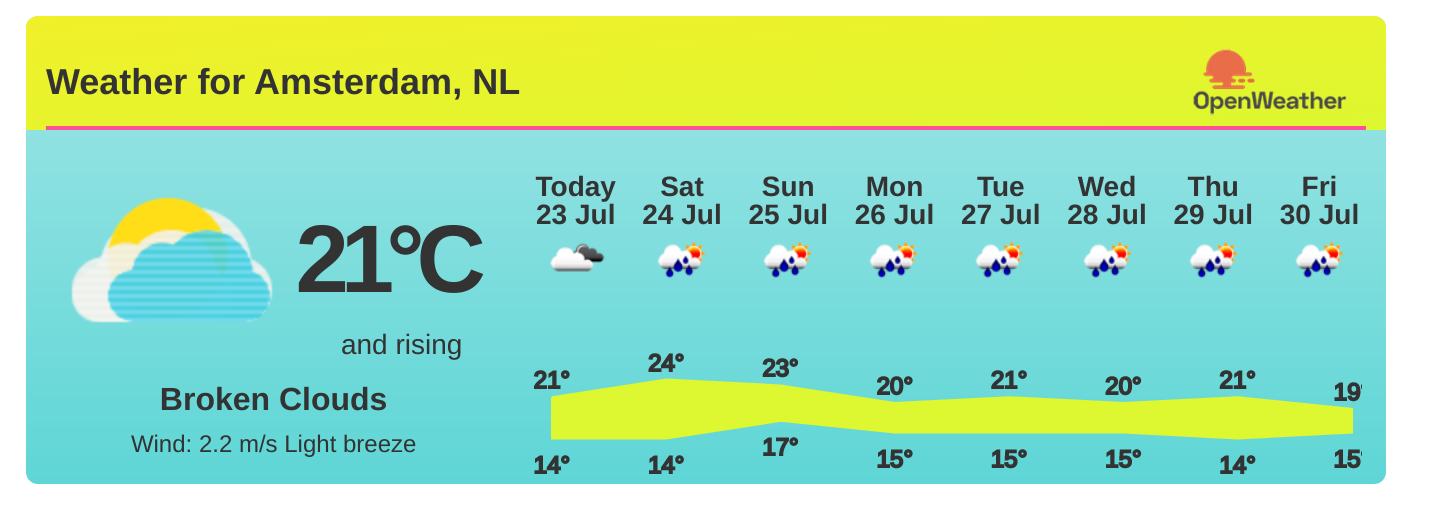 Weather for Amsterdam, NL
OpenWeather
21°C
and rising
Broken Clouds
Wind: 2.2 m/s Light breeze
Today Sat Sun Mon Tue Wed Thu Fri
23 Jul 24 Jul 25 Jul 26 Jul 27 Jul 28 Jul 29 Jul 30 Jul
21° 24° 23° 20° 21° 20° 21° 19°
14° 14° 17° 15° 15° 15° 14° 15°